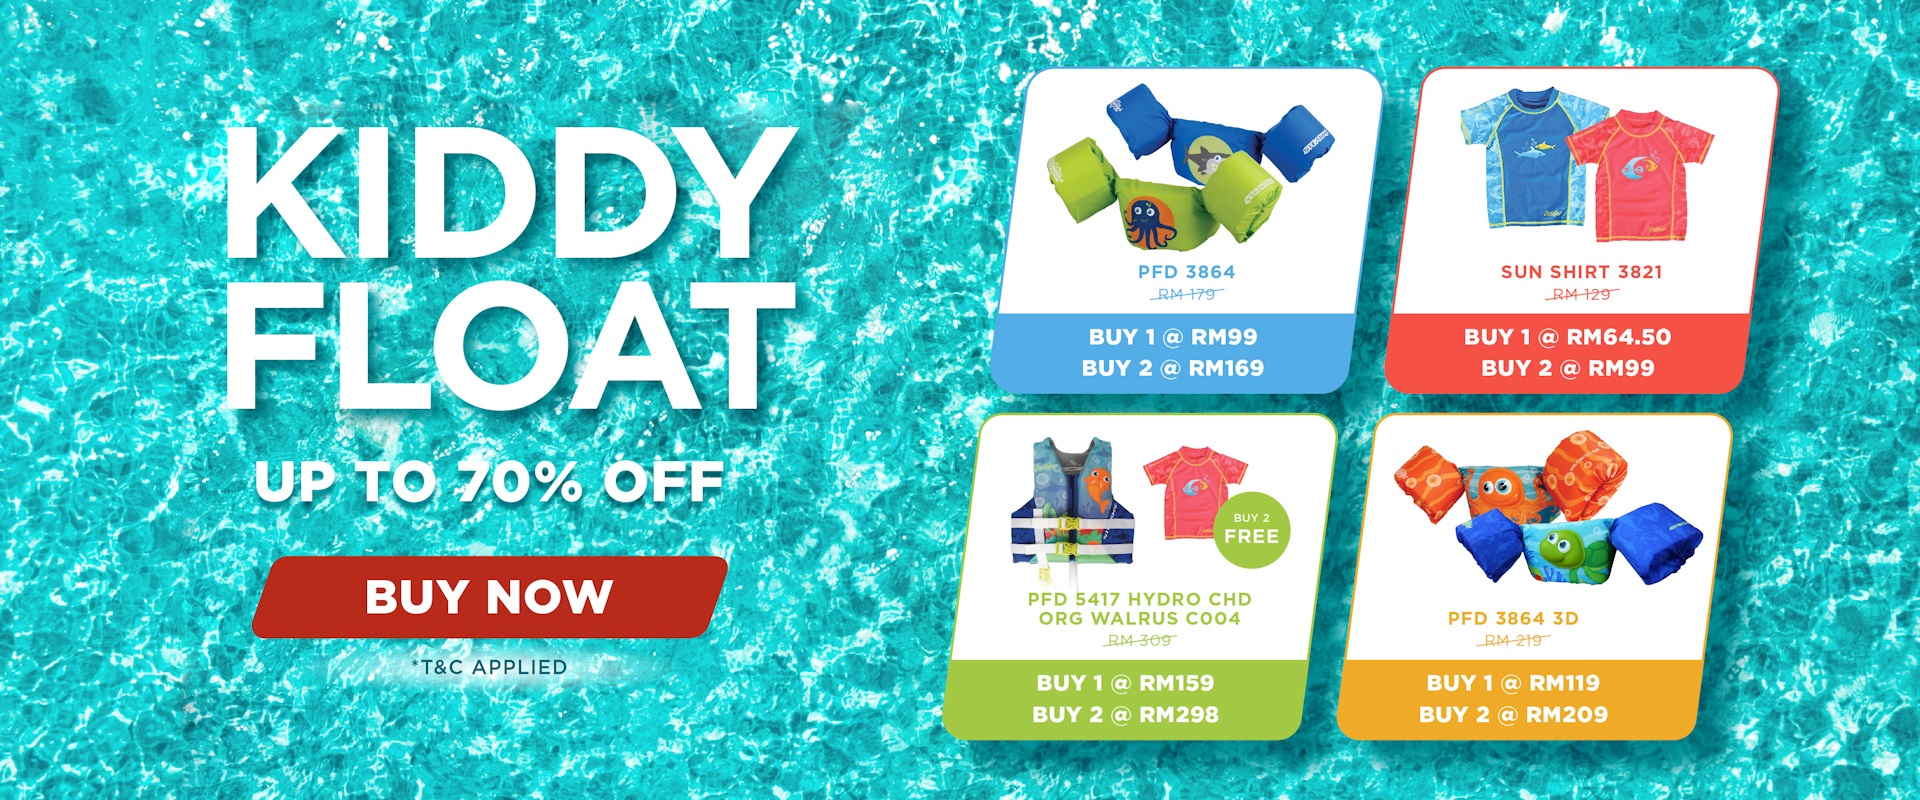 KIDDY
FLOAT
UP TO 70% OFF
BUY NOW
*T&C APPLIED
PFD 3864
RM 179
BUY 1 @ RM99
BUY 2 @ RM169
SUN SHIRT 3821
RM 129
BUY 1 @ RM64.50
BUY 2 @ RM99
BUY 2
FREE
PFD 5417 HYDRO CHD
ORG WALRUS C004
RM 309
BUY 1 @ RM159
BUY 2 @ RM298
PFD 3864 3D
RM 219
BUY 1 @ RM119
BUY 2 @ RM209